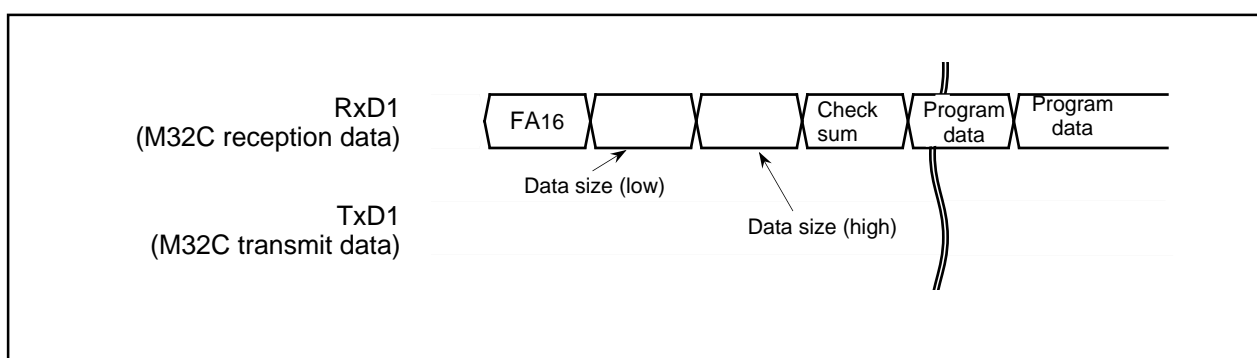 RxD1
(M32C reception data)
FA16
Check
sum
Program
data
Program
data
Data size (low)
Data size (high)
TxD1
(M32C transmit data)